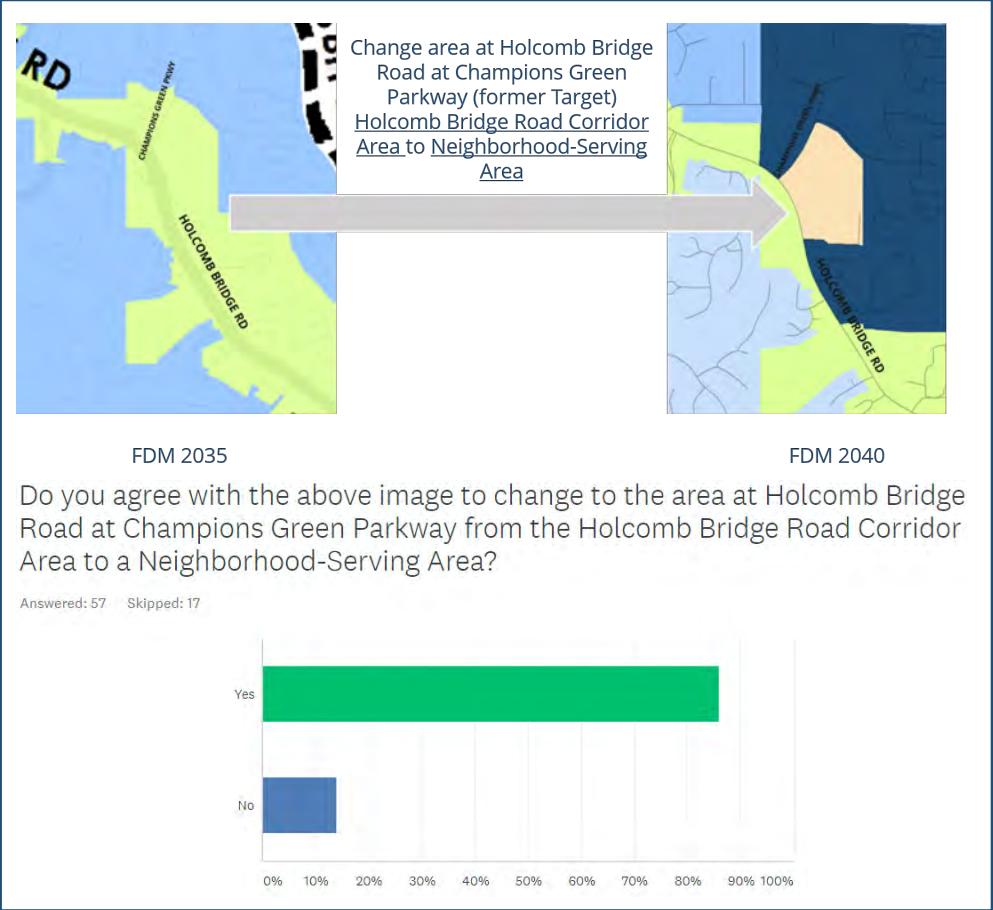 RD
CHAMPIONS GREEN PKWY
HOLCOMB BRIDGE RD
Change area at Holcomb Bridge
Road at Champions Green
Parkway (former Target)
Holcomb Bridge Road Corridor
Area to Neighborhood-Serving
Area
HOLCOMB BRIDGE RD
FDM 2035
FDM 2040
Do you agree with the above image to change to the area at Holcomb Bridge
Road at Champions Green Parkway from the Holcomb Bridge Road Corridor
Area to a Neighborhood-Serving Area?
Answered: 57 Skipped: 17
Yes
No
0% 10% 20% 30% 40% 50% 60% 70% 80% 90% 100%